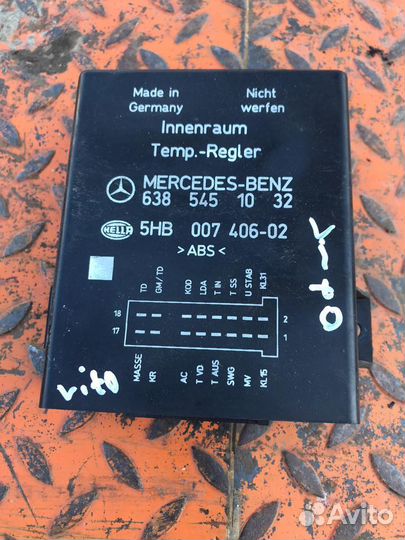 Made in
Germany
Nicht
werfen
Innenraum
Temp.-Regler
MERCEDES-BENZ
638 545 10 32
HELLA
5HB 007 406-02
>ABS<
TD
GM/TD
KOD
LDA
T IN
T SS
U STAB
KL31
18
2
17
1
MASSE
KR
AC
T VD
T AUS
SWG
MV
KL15
Vito
Avito